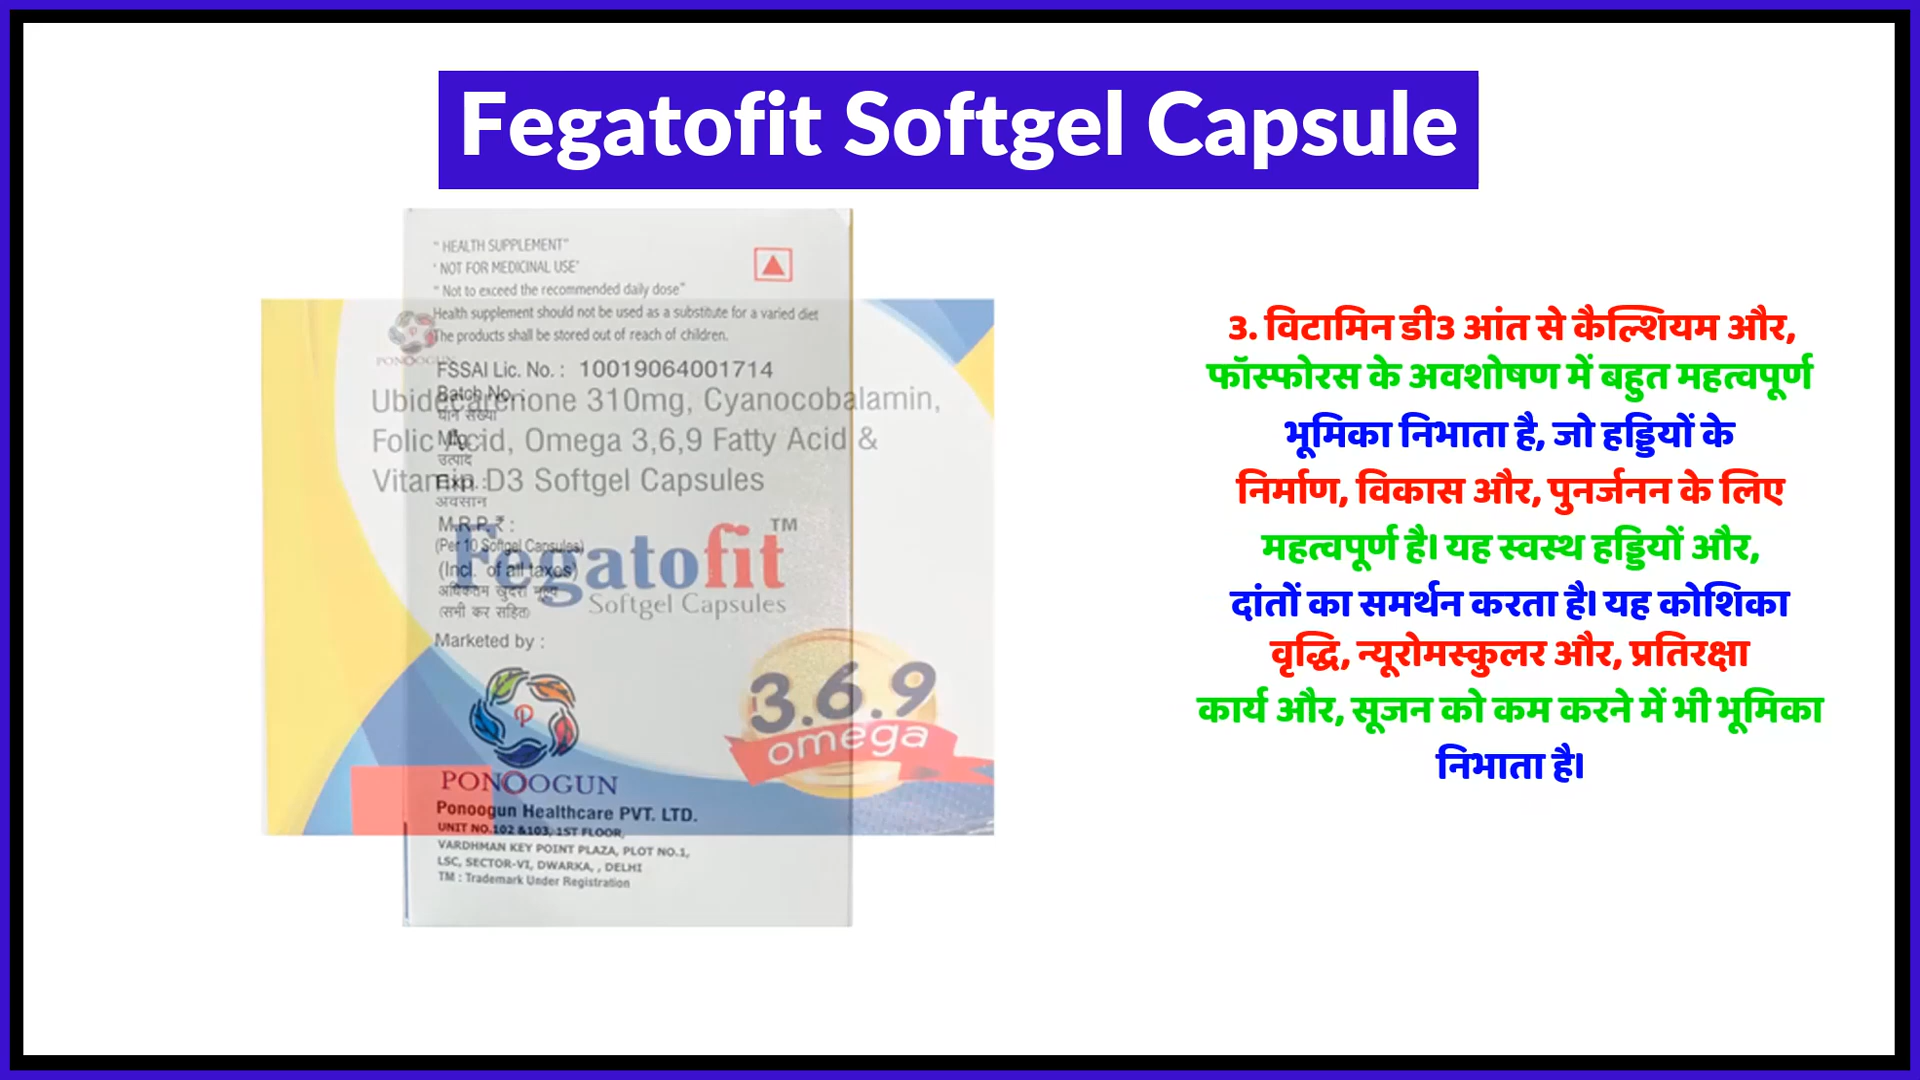 Fegatofit Softgel Capsule
" HEALTH SUPPLEMENT"
' NOT FOR MEDICINAL USE'
" Not to exceed the recommended daily dose"
Health supplement should not be used as a substitute for a varied diet
The products shall be stored out of reach of children.
PONOOGUN
FSSAI Lic. No. : 10019064001714
Batch No. :
Ubidecarenone 310mg, Cyanocobalamin,
Folic Acid, Omega 3,6,9 Fatty Acid &
उत्पाद
Vitamin D3 Softgel Capsules
Exp. :
अवसान
M.R.P. ₹ :
(Per 10 Softgel Capsules)
Fegatofit™
(Incl. of all taxes)
अधिकतम खुदरा मूल्य
Softgel Capsules
(सभी कर सहित)
Marketed by :
3.6.9
omega
PONOOGUN
Ponoogun Healthcare PVT. LTD.
UNIT NO.102 &103, 1ST FLOOR,
VARDHMAN KEY POINT PLAZA, PLOT NO.1,
LSC, SECTOR-VI, DWARKA, , DELHI
TM : Trademark Under Registration
3. विटामिन डी3 आंत से कैल्शियम और,
फॉस्फोरस के अवशोषण में बहुत महत्वपूर्ण
भूमिका निभाता है, जो हड्डियों के
निर्माण, विकास और, पुनर्जनन के लिए
महत्वपूर्ण है। यह स्वस्थ हड्डियों और,
दांतों का समर्थन करता है। यह कोशिका
वृद्धि, न्यूरोमस्कुलर और, प्रतिरक्षा
कार्य और, सूजन को कम करने में भी भूमिका
निभाता है।